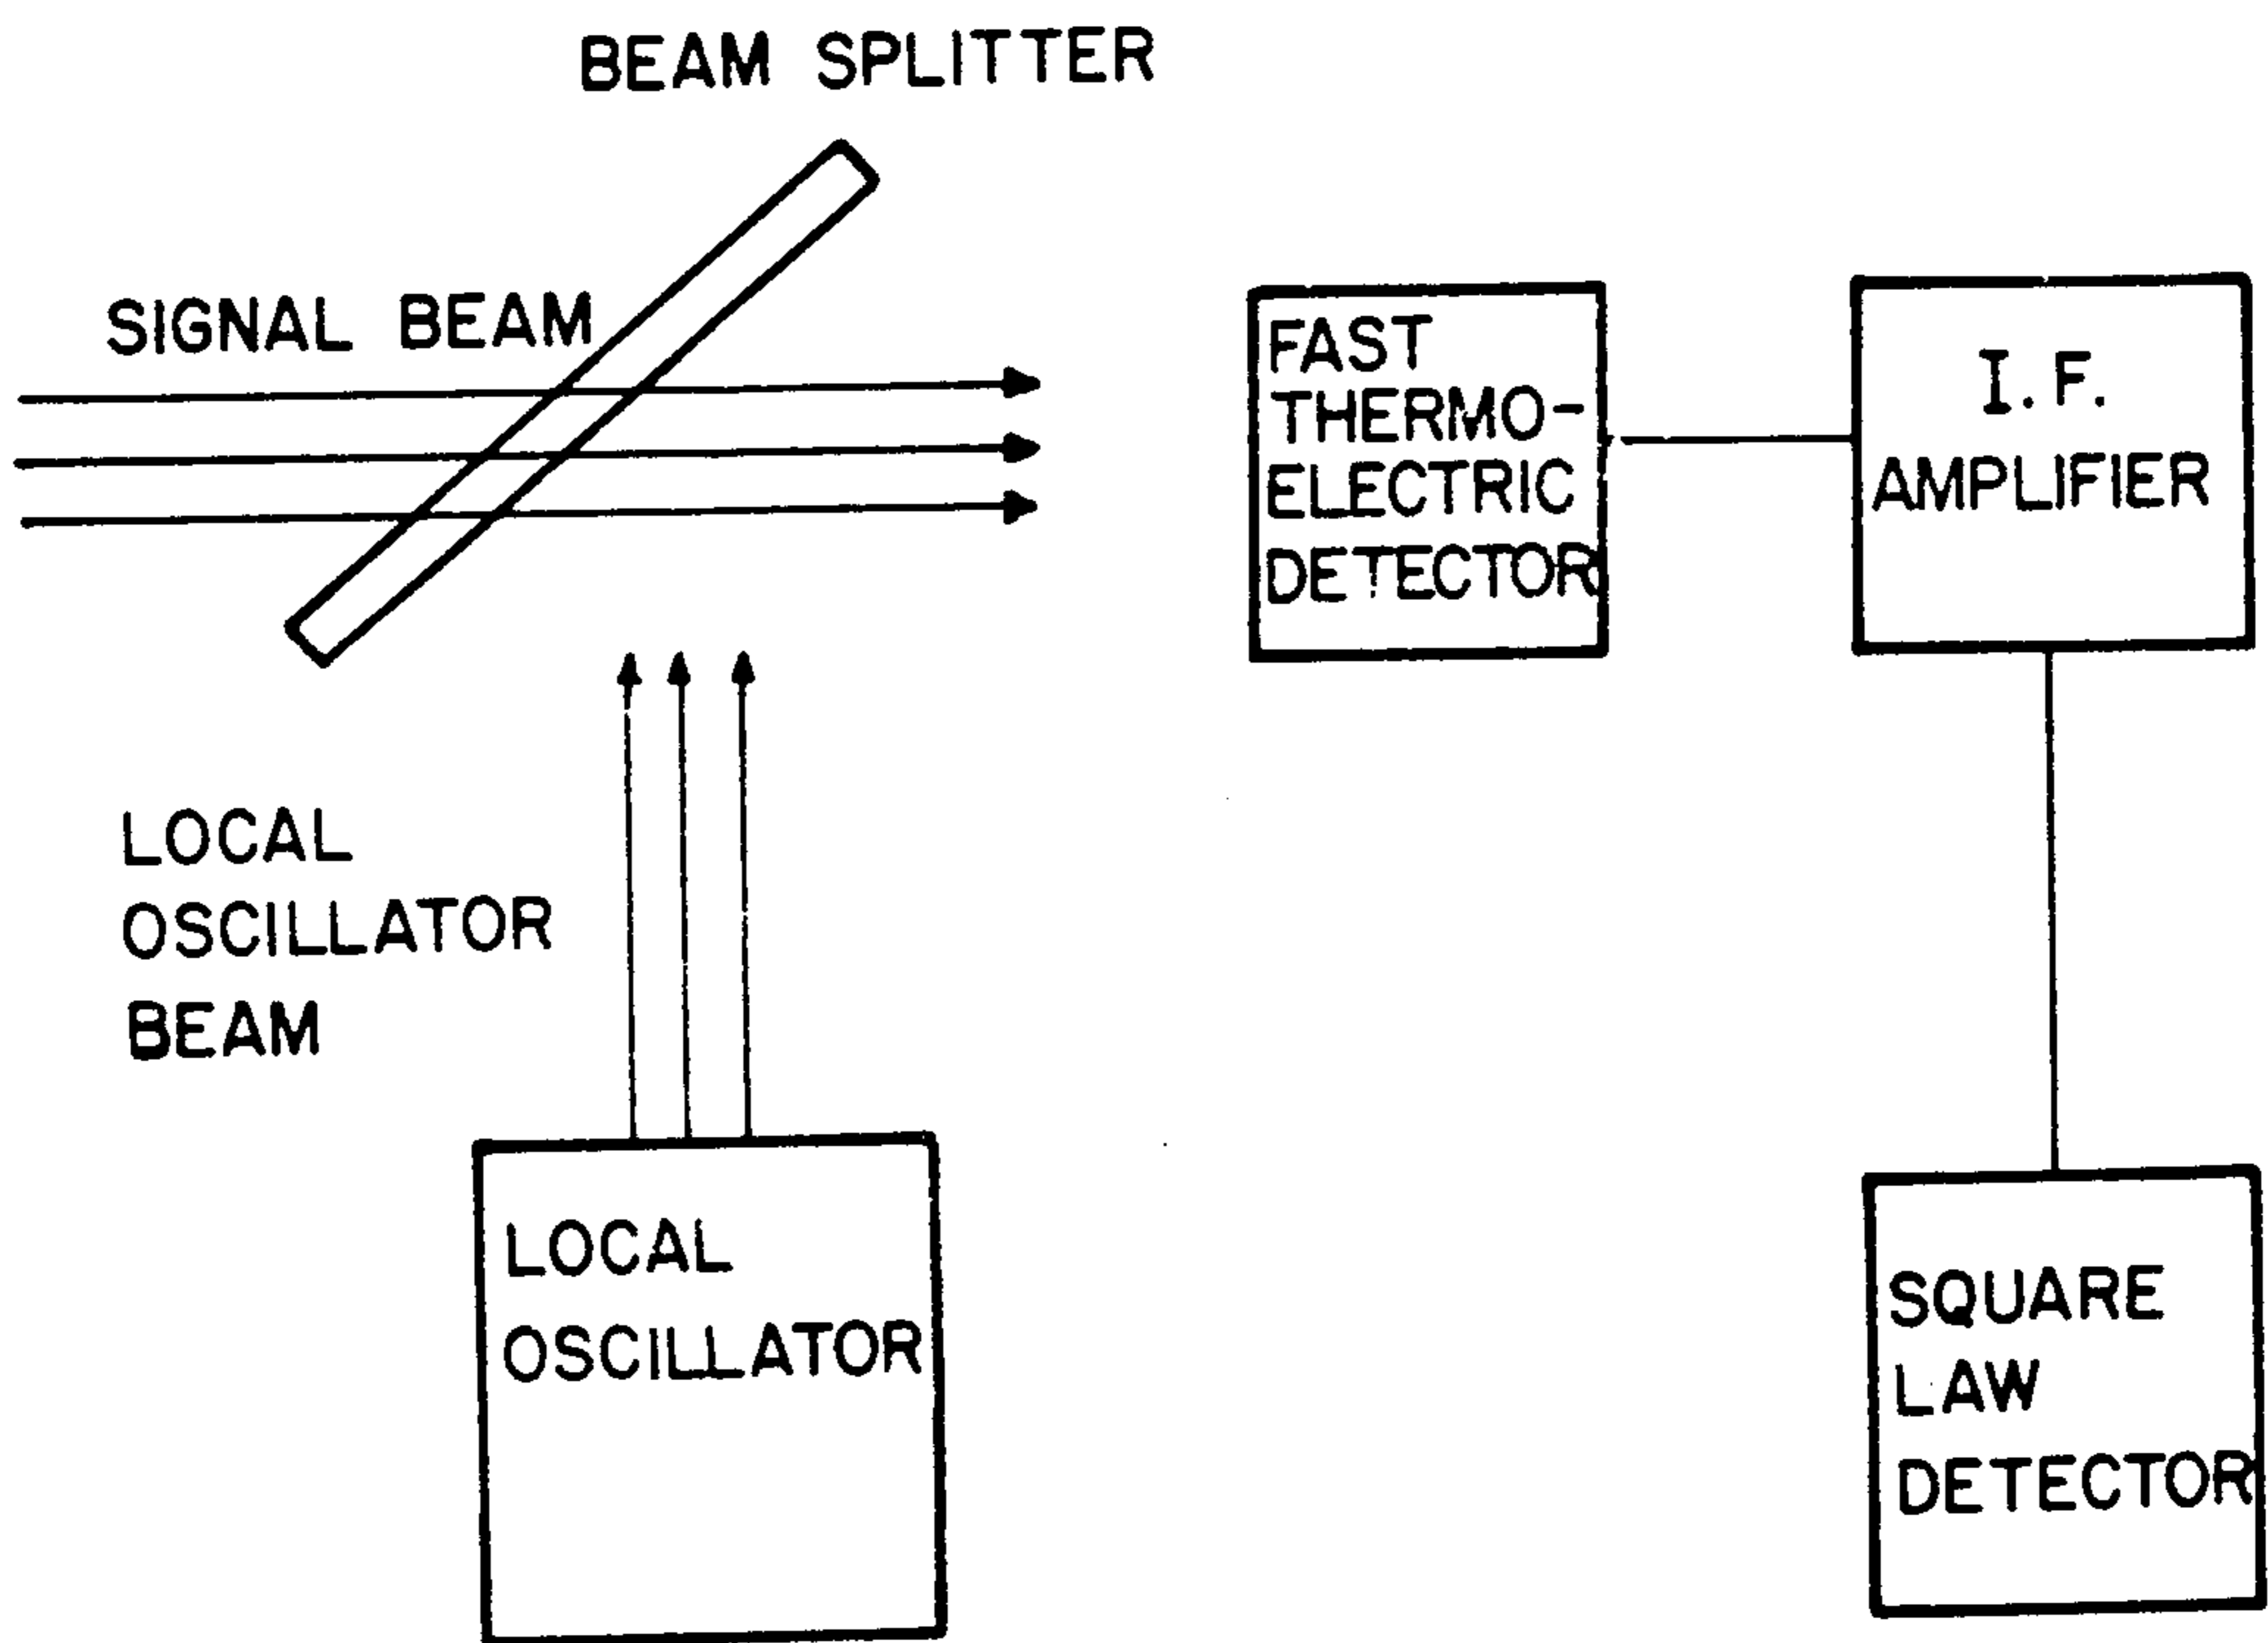 BEAM SPLITTER
SIGNAL BEAM
FAST
THERMO-
ELECTRIC
DETECTOR
I.F.
AMPLIFIER
LOCAL
OSCILLATOR
BEAM
LOCAL
OSCILLATOR
SQUARE
LAW
DETECTOR